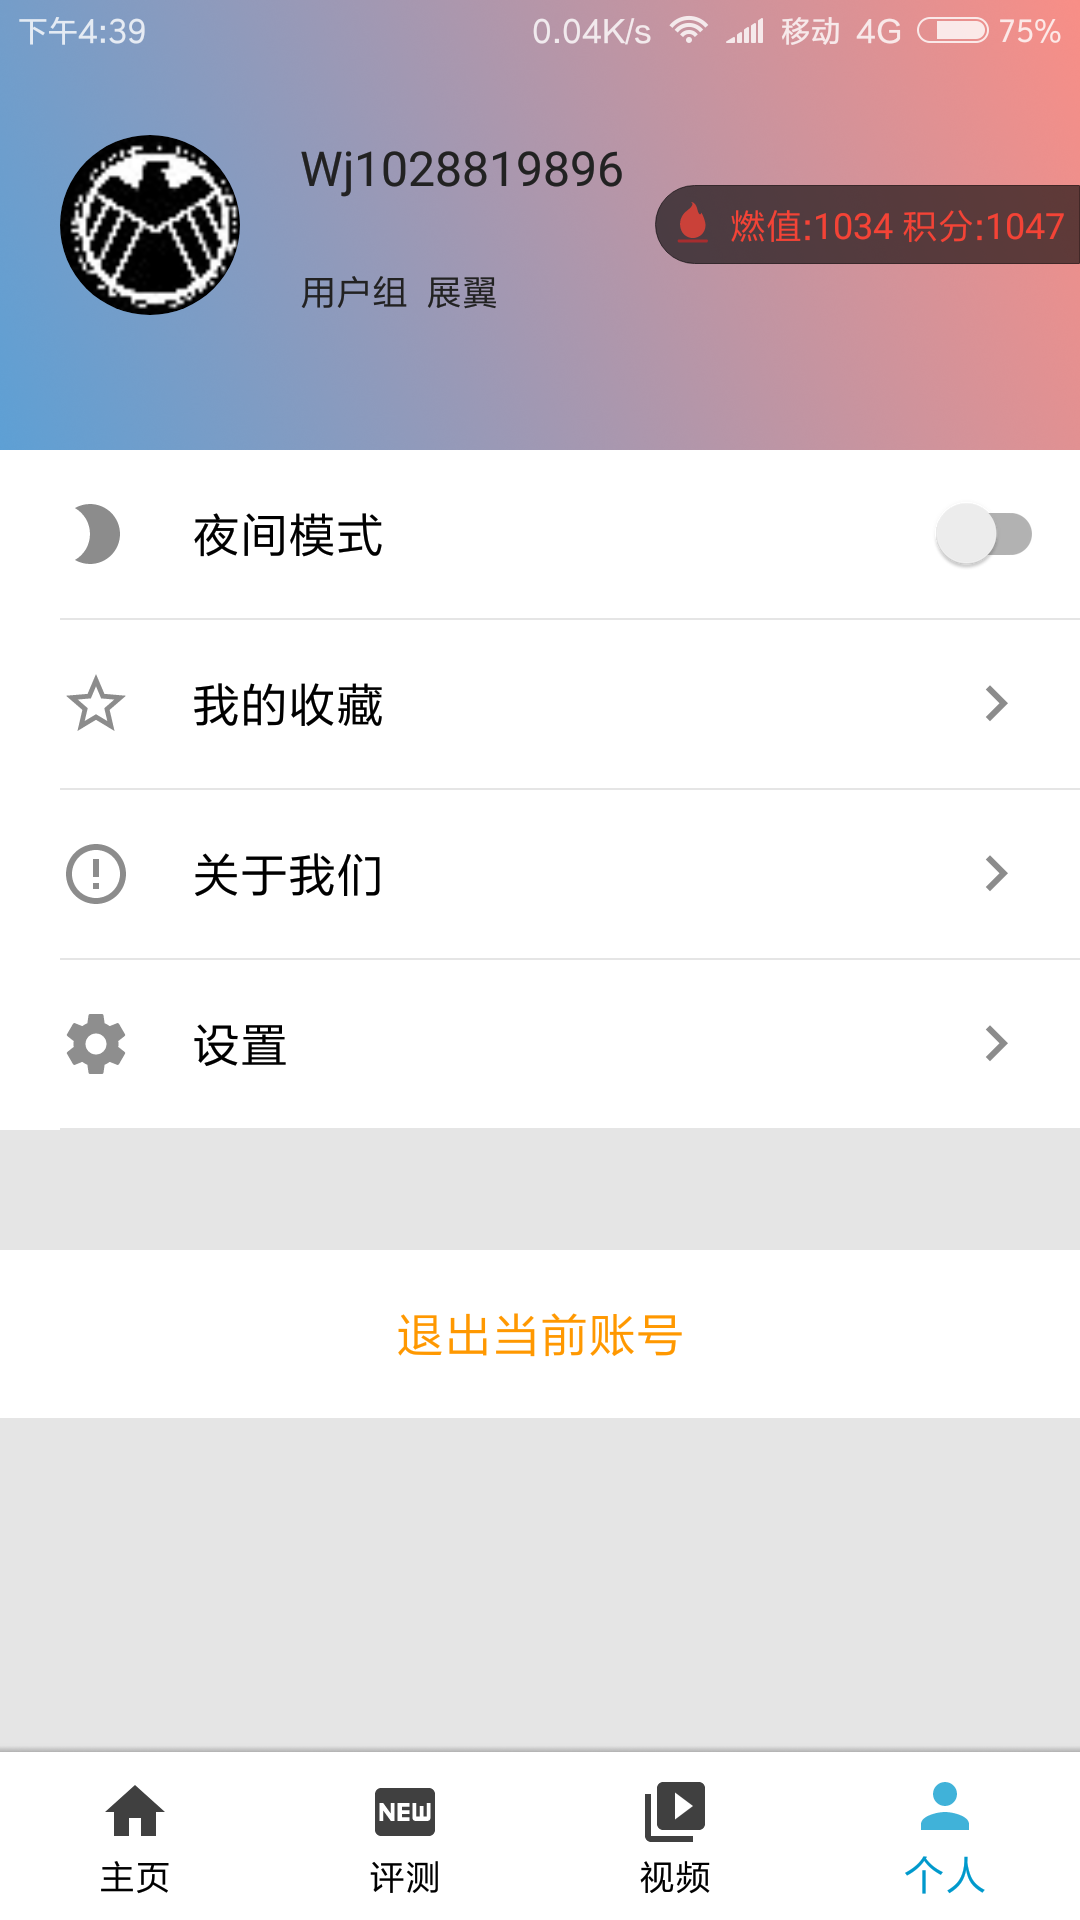 下午4:39 0.04K/s 移动 4G 75%
Wj1028819896
燃值:1034 积分:1047
用户组 展翼
夜间模式
我的收藏
关于我们
设置
退出当前账号
NEW
主页 评测 视频 个人